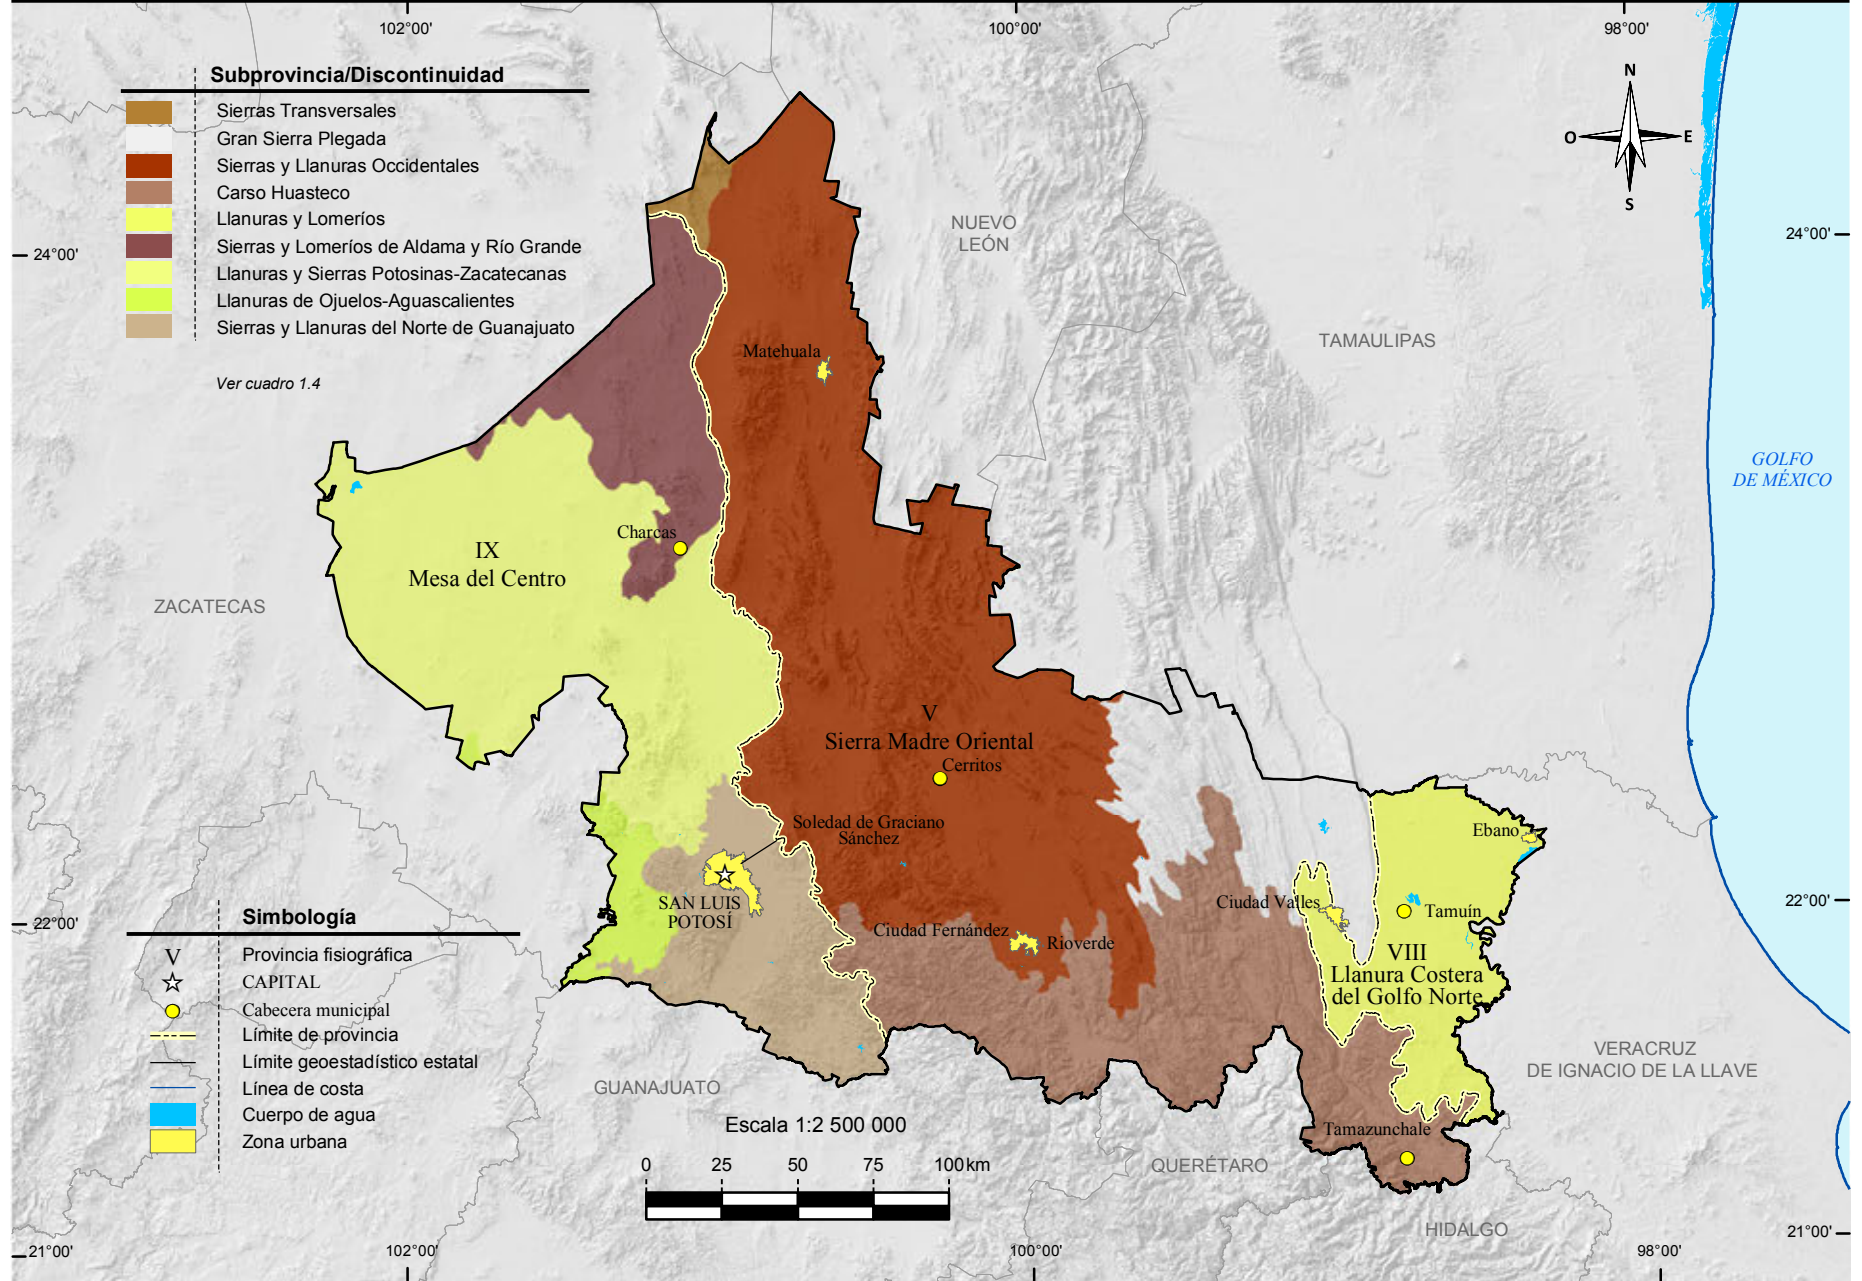 102°00'
100°00'
98°00'
Subprovincia/Discontinuidad
Sierras Transversales
Gran Sierra Plegada
Sierras y Llanuras Occidentales
Carso Huasteco
Llanuras y Lomeríos
Sierras y Lomeríos de Aldama y Río Grande
Llanuras y Sierras Potosinas-Zacatecanas
Llanuras de Ojuelos-Aguascalientes
Sierras y Llanuras del Norte de Guanajuato
Ver cuadro 1.4
N
O
E
S
24°00'
24°00'
NUEVO
LEÓN
TAMAULIPAS
Matehuala
GOLFO
DE MÉXICO
Charcas
IX
Mesa del Centro
ZACATECAS
V
Sierra Madre Oriental
Cerritos
Soledad de Graciano
Sánchez
Ebano
SAN LUIS
POTOSÍ
Ciudad Valles
Tamuín
22°00'
22°00'
Ciudad Fernández
Rioverde
VIII
Llanura Costera
del Golfo Norte
Simbología
V
Provincia fisiográfica
CAPITAL
Cabecera municipal
Límite de provincia
Límite geoestadístico estatal
Línea de costa
Cuerpo de agua
Zona urbana
GUANAJUATO
VERACRUZ
DE IGNACIO DE LA LLAVE
Escala 1:2 500 000
0
25
50
75
100 km
Tamazunchale
QUERÉTARO
HIDALGO
21°00'
21°00'
102°00'
100°00'
98°00'